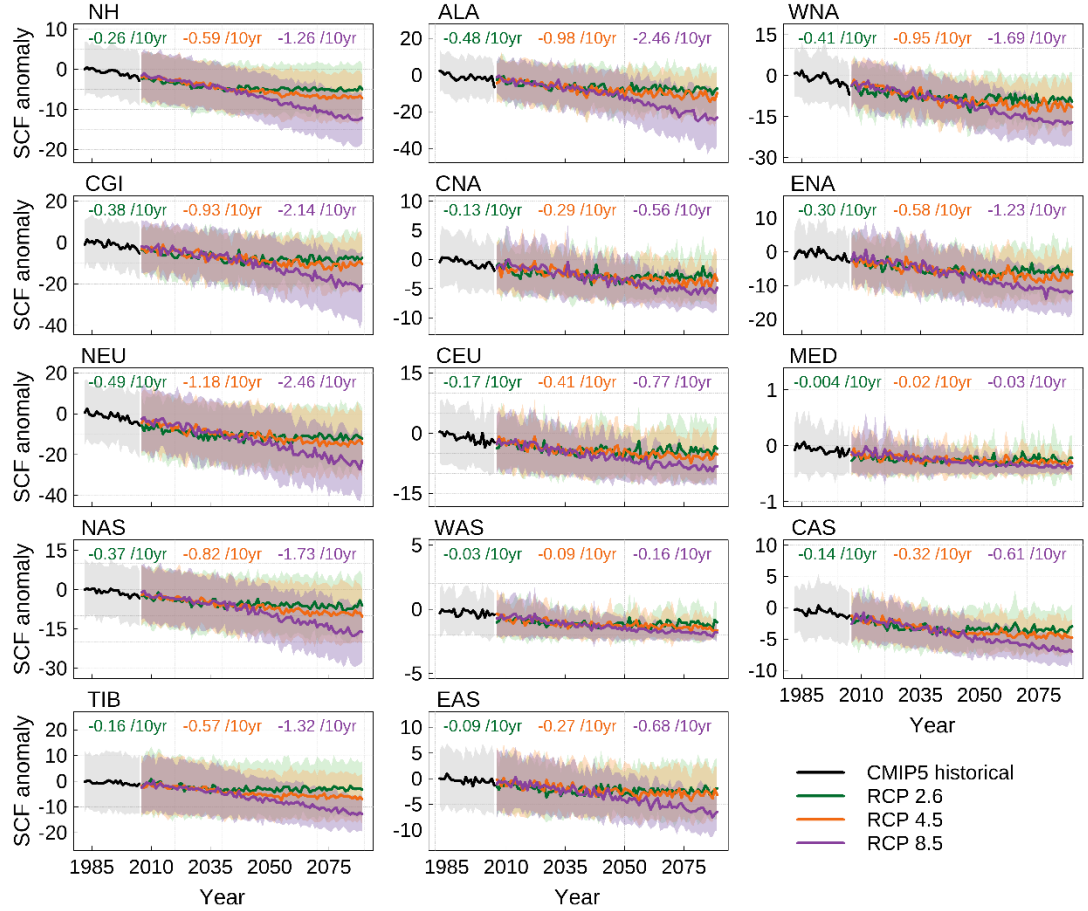 NH ALA WNA
-0.26 /10yr -0.59 /10yr -1.26 /10yr -0.48 /10yr -0.98 /10yr -2.46 /10yr -0.41 /10yr -0.95 /10yr -1.69 /10yr
SCF anomaly
10
0
-10
-20
20
0
-20
-40
15
0
-15
-30
CGI CNA ENA
-0.38 /10yr -0.93 /10yr -2.14 /10yr -0.13 /10yr -0.29 /10yr -0.56 /10yr -0.30 /10yr -0.58 /10yr -1.23 /10yr
SCF anomaly
20
0
-20
-40
10
5
0
-5
-10
10
0
-10
-20
NEU CEU MED
-0.49 /10yr -1.18 /10yr -2.46 /10yr -0.17 /10yr -0.41 /10yr -0.77 /10yr -0.004 /10yr -0.02 /10yr -0.03 /10yr
SCF anomaly
20
0
-20
-40
15
0
-15
1
0
-1
NAS WAS CAS
-0.37 /10yr -0.82 /10yr -1.73 /10yr -0.03 /10yr -0.09 /10yr -0.16 /10yr -0.14 /10yr -0.32 /10yr -0.61 /10yr
SCF anomaly
15
0
-15
-30
5
0
-5
10
5
0
-5
-10
1985 2010 2035 2050 2075
Year
TIB EAS
-0.16 /10yr -0.57 /10yr -1.32 /10yr -0.09 /10yr -0.27 /10yr -0.68 /10yr
SCF anomaly
20
10
0
-10
-20
10
5
0
-5
-10
1985 2010 2035 2050 2075 1985 2010 2035 2050 2075
Year Year
CMIP5 historical
RCP 2.6
RCP 4.5
RCP 8.5